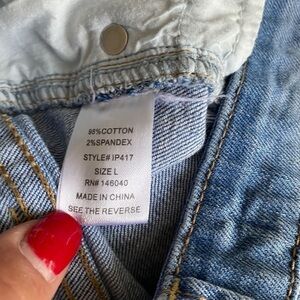 98%COTTON
2%SPANDEX
STYLE# IP417
SIZE L
RN# 146040
MADE IN CHINA
SEE THE REVERSE